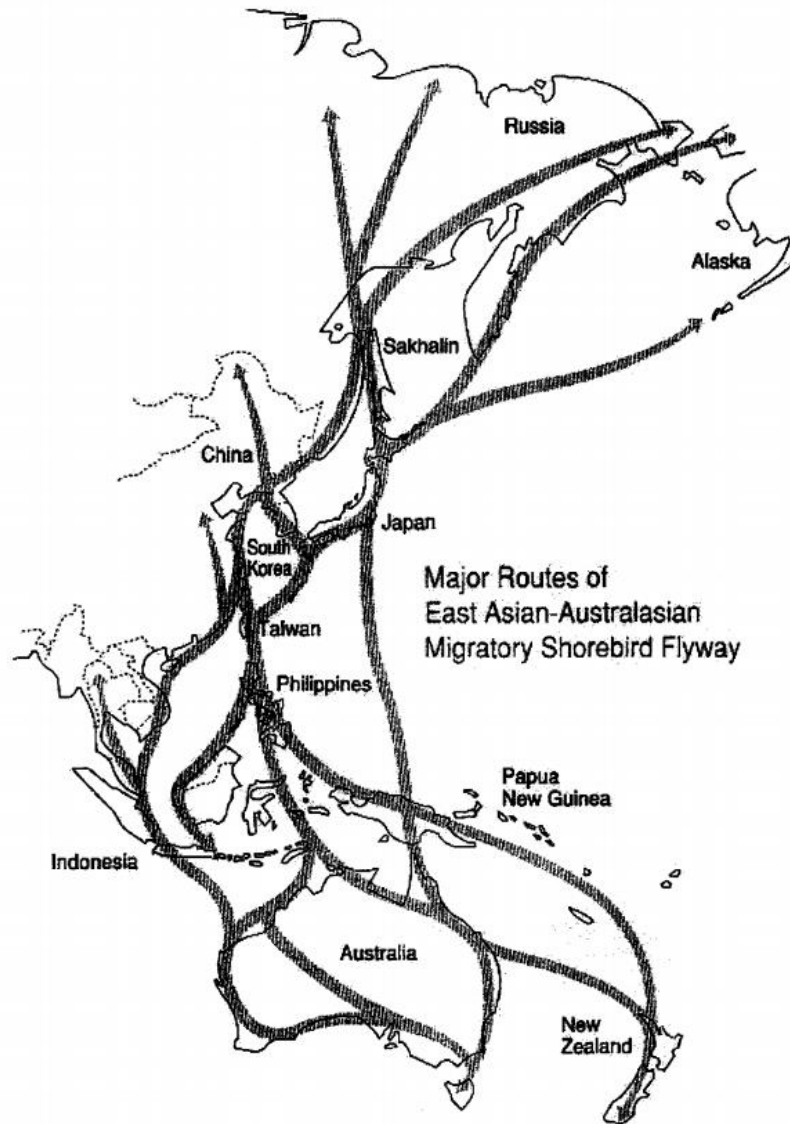 Russia
Alaska
Sakhalin
China
Japan
South
Korea
Major Routes of
East Asian-Australasian
Migratory Shorebird Flyway
Taiwan
Philippines
Papua
New Guinea
Indonesia
Australia
New
Zealand